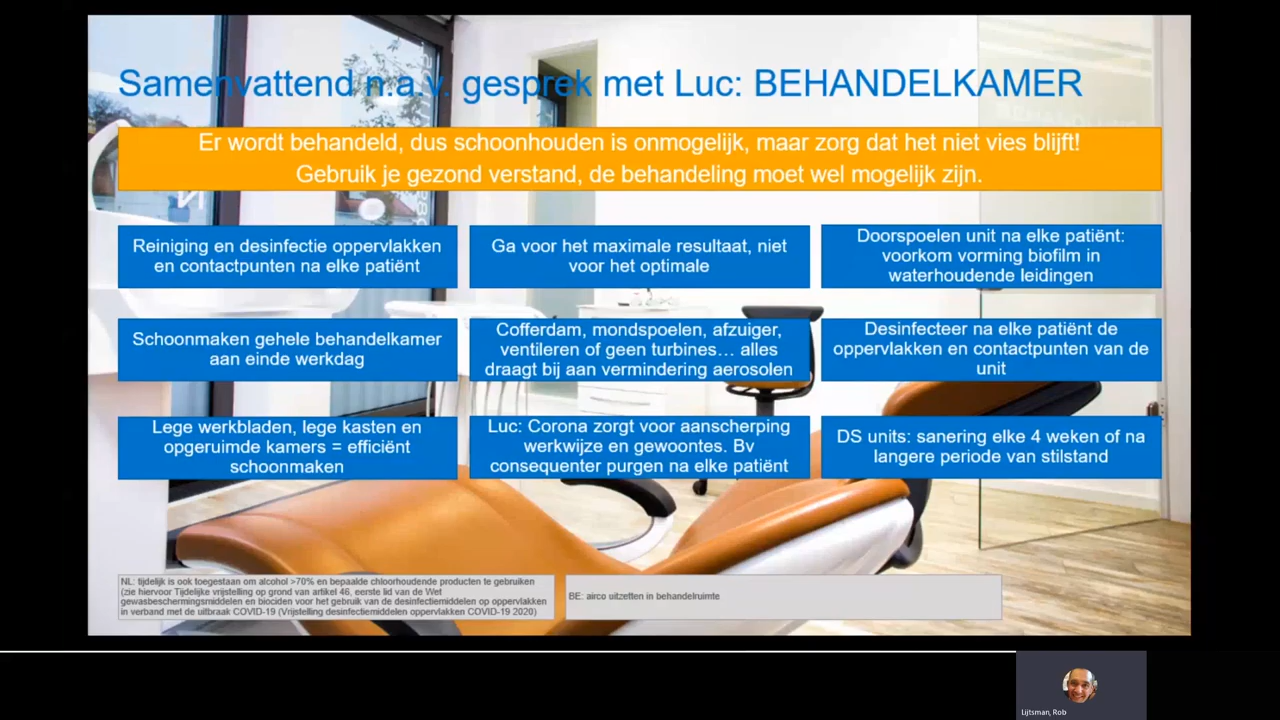 Samenvattend n.a.v. gesprek met Luc: BEHANDELKAMER
Er wordt behandeld, dus schoonhouden is onmogelijk, maar zorg dat het niet vies blijft!
Gebruik je gezond verstand, de behandeling moet wel mogelijk zijn.
Reiniging en desinfectie oppervlakken
en contactpunten na elke patiënt
Ga voor het maximale resultaat, niet
voor het optimale
Doorspoelen unit na elke patiënt:
voorkom vorming biofilm in
waterhoudende leidingen
Schoonmaken gehele behandelkamer
aan einde werkdag
Cofferdam, mondspoelen, afzuiger,
ventileren of geen turbines… alles
draagt bij aan vermindering aerosolen
Desinfecteer na elke patiënt de
oppervlakken en contactpunten van de
unit
Lege werkbladen, lege kasten en
opgeruimde kamers = efficiënt
schoonmaken
Luc: Corona zorgt voor aanscherping
werkwijze en gewoontes. Bv
consequenter purgen na elke patiënt
DS units: sanering elke 4 weken of na
langere periode van stilstand
NL: tijdelijk is ook toegestaan om alcohol >70% en bepaalde chloorhoudende producten te gebruiken
(zie hiervoor Tijdelijke vrijstelling op grond van artikel 46, eerste lid van de Wet
gewasbeschermingsmiddelen en biociden voor het gebruik van de desinfectiemiddelen op oppervlakken
in verband met de uitbraak COVID-19 (Vrijstelling desinfectiemiddelen oppervlakken COVID-19 2020)
BE: airco uitzetten in behandelruimte
Lijtsman, Rob